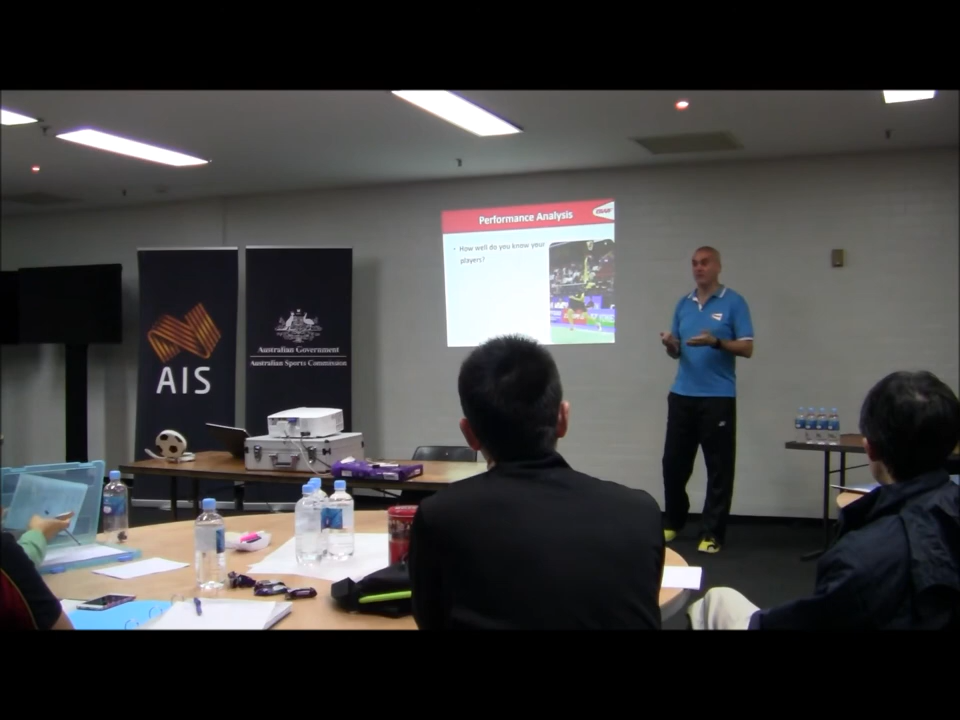 Performance Analysis
• How well do you know your
players?
AIS
Australian Government
Australian Sports Commission